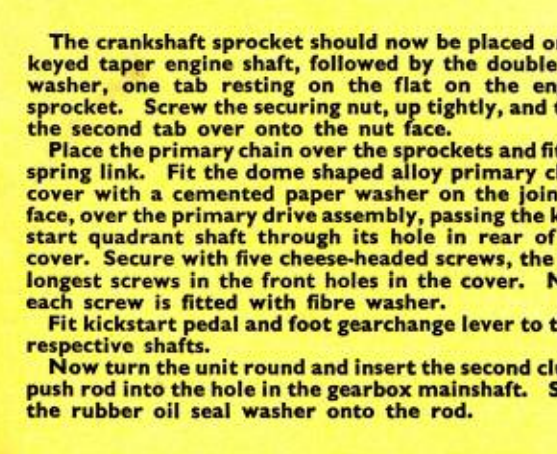 The crankshaft sprocket should now be placed
keyed taper engine shaft, followed by the double
washer, one tab resting on the flat on the
sprocket. Screw the securing nut, up tightly, and
the second tab over onto the nut face.
Place the primary chain over the sprockets and
spring link. Fit the dome shaped alloy primary
cover with a cemented paper washer on the
face, over the primary drive assembly, passing the
start quadrant shaft through its hole in rear of
cover. Secure with five cheese-headed screws, the
longest screws in the front holes in the cover.
each screw is fitted with fibre washer.
Fit kickstart pedal and foot gearchange lever to
respective shafts.
Now turn the unit round and insert the second
push rod into the hole in the gearbox mainshaft.
the rubber oil seal washer onto the rod.